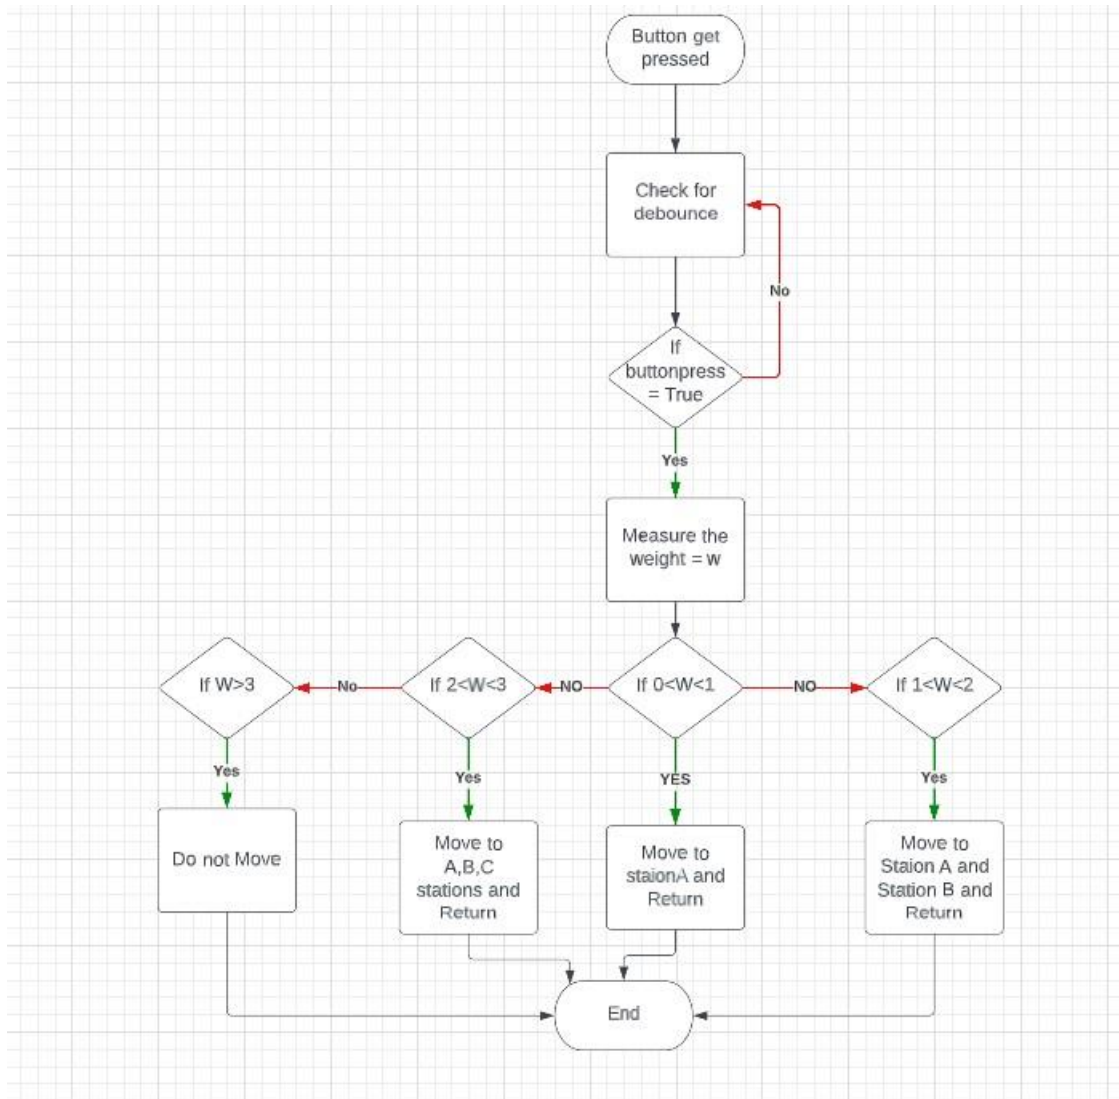 Button get
pressed
Check for
debounce
No
If
buttonpress
= True
Yes
Measure the
weight = w
If W>3
No
If 2<W<3
NO
If 0<W<1
NO
If 1<W<2
Yes
Yes
YES
Yes
Do not Move
Move to
A,B,C
stations and
Return
Move to
staionA and
Return
Move to
Staion A and
Station B and
Return
End